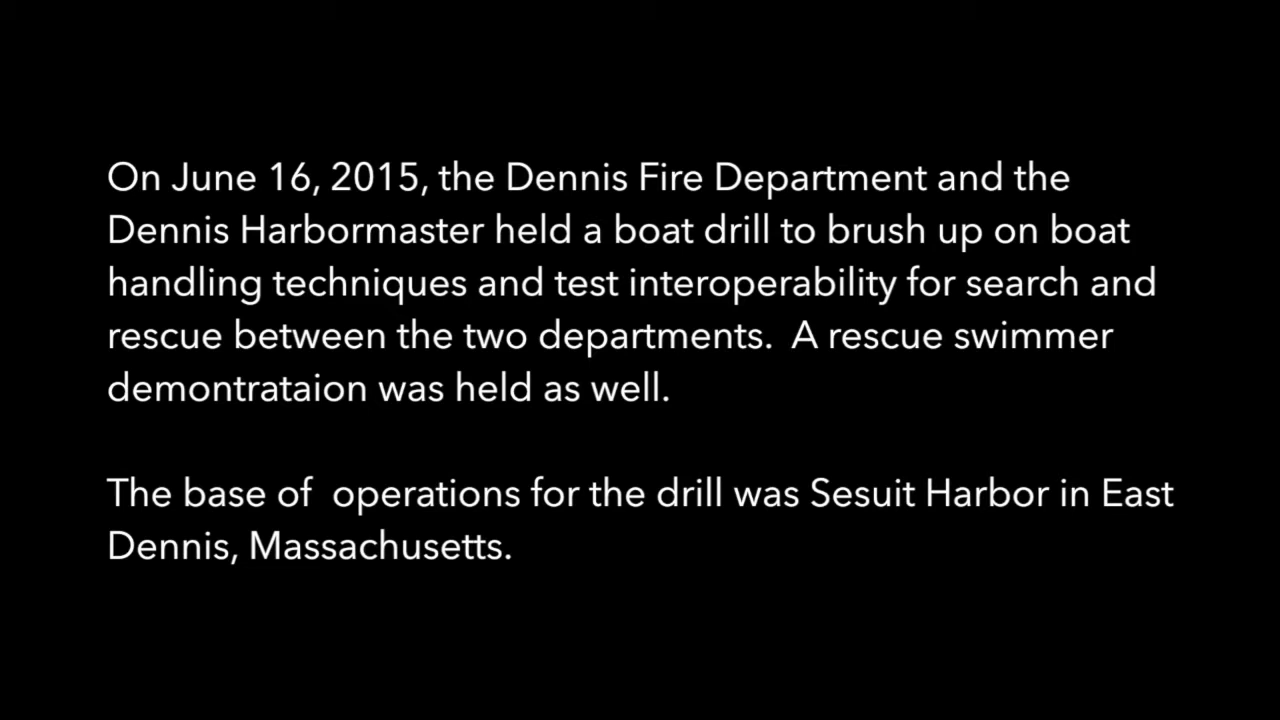 On June 16, 2015, the Dennis Fire Department and the
Dennis Harbormaster held a boat drill to brush up on boat
handling techniques and test interoperability for search and
rescue between the two departments.  A rescue swimmer
demontrataion was held as well.
The base of  operations for the drill was Sesuit Harbor in East
Dennis, Massachusetts.